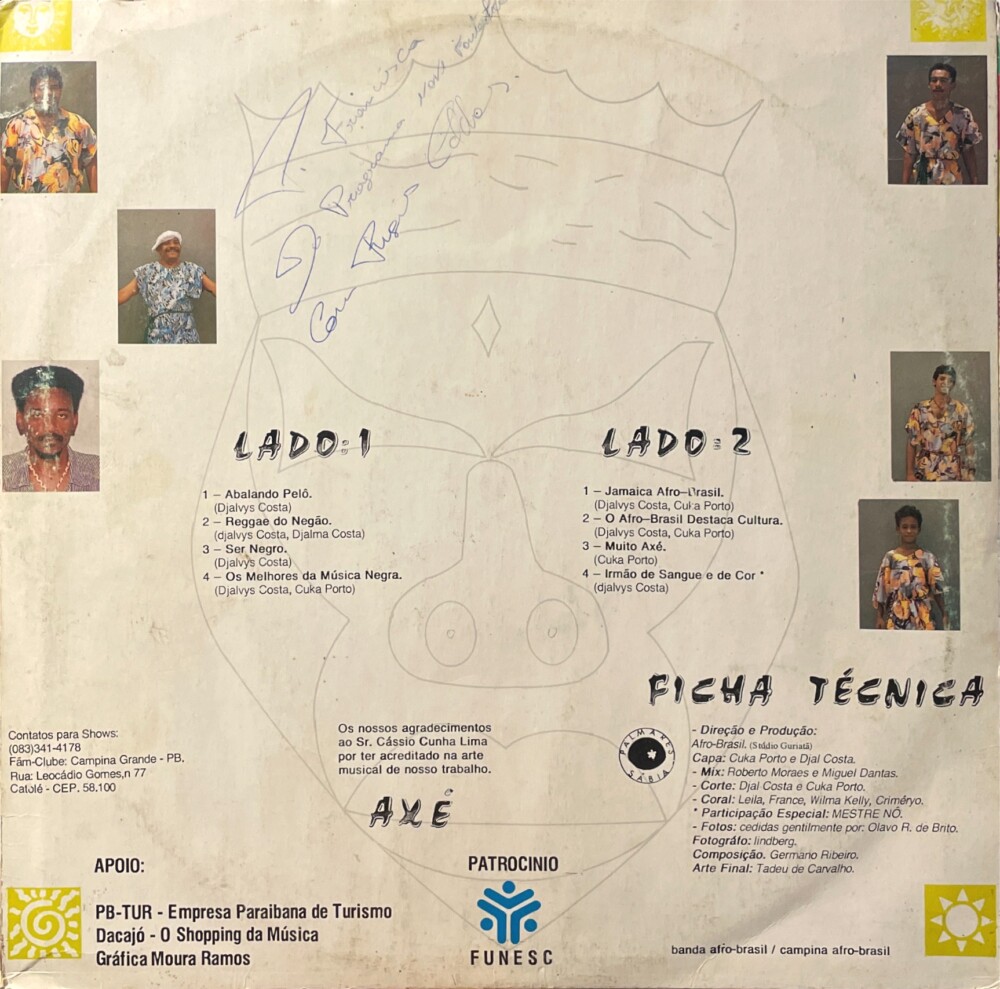 A. Francisca
Do Programa
Com
LADO:1
1 – Abalando Pelô.
(Djalvys Costa)
2 – Reggae do Negão.
(djalvys Costa, Djalma Costa)
3 – Ser Negro.
(Djalvys Costa)
4 – Os Melhores da Música Negra.
(Djalvys Costa, Cuka Porto)
LADO:2
1 – Jamaica Afro–Brasil.
(Djalvys Costa, Cuka Porto)
2 – O Afro–Brasil Destaca Cultura.
(Djalvys Costa, Cuka Porto)
3 – Muito Axé.
(Cuka Porto)
4 – Irmão de Sangue e de Cor *
(djalvys Costa)
FICHA TÉCNICA
PALMARES
SÁBIA
- Direção e Produção:
Afro-Brasil. (Stúdio Guriatã)
Capa: Cuka Porto e Djal Costa.
- Mix: Roberto Moraes e Miguel Dantas.
- Corte: Djal Costa e Cuka Porto.
- Coral: Leila, France, Wilma Kelly, Criméryo.
* Participação Especial: MESTRE NÔ.
- Fotos: cedidas gentilmente por: Olavo R. de Brito.
Fotográfo: lindberg.
Composição. Germano Ribeiro.
Arte Final: Tadeu de Carvalho.
Contatos para Shows:
(083)341-4178
Fãm-Clube: Campina Grande - PB.
Rua: Leocádio Gomes,n 77
Catolé - CEP. 58.100
Os nossos agradecimentos
ao Sr. Cássio Cunha Lima
por ter acreditado na arte
musical de nosso trabalho.
AXÉ
APOIO:
PB-TUR - Empresa Paraibana de Turismo
Dacajó - O Shopping da Música
Gráfica Moura Ramos
PATROCINIO
FUNESC
banda afro-brasil / campina afro-brasil